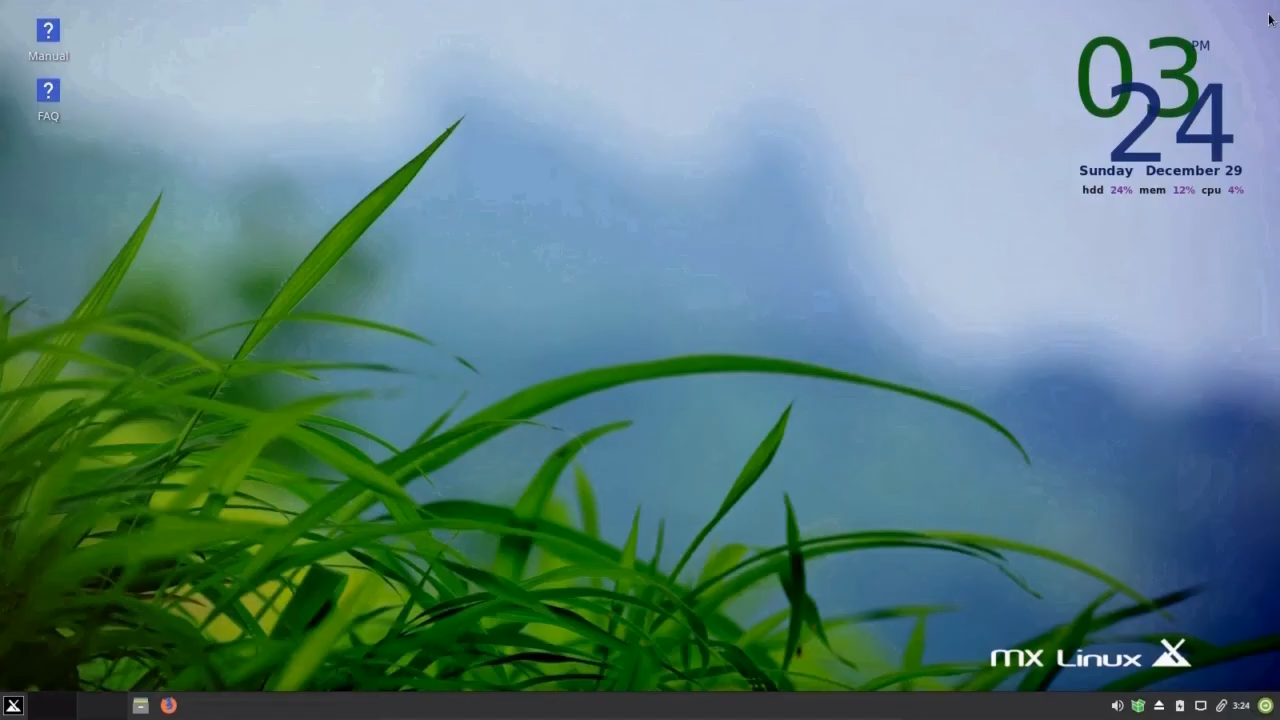 Manual
FAQ
03 PM
24
Sunday December 29
hdd 24% mem 12% cpu 4%
mx Linux
3:24